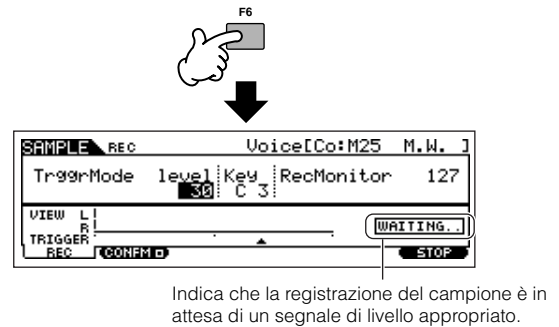 F6
SAMPLE REC Voice[Co:M25 M.W. ]
TrggrMode level Key RecMonitor 127
30 C 3
VIEW L
R
WAITING..
TRIGGER
REC CONFM STOP
Indica che la registrazione del campione è in
attesa di un segnale di livello appropriato.